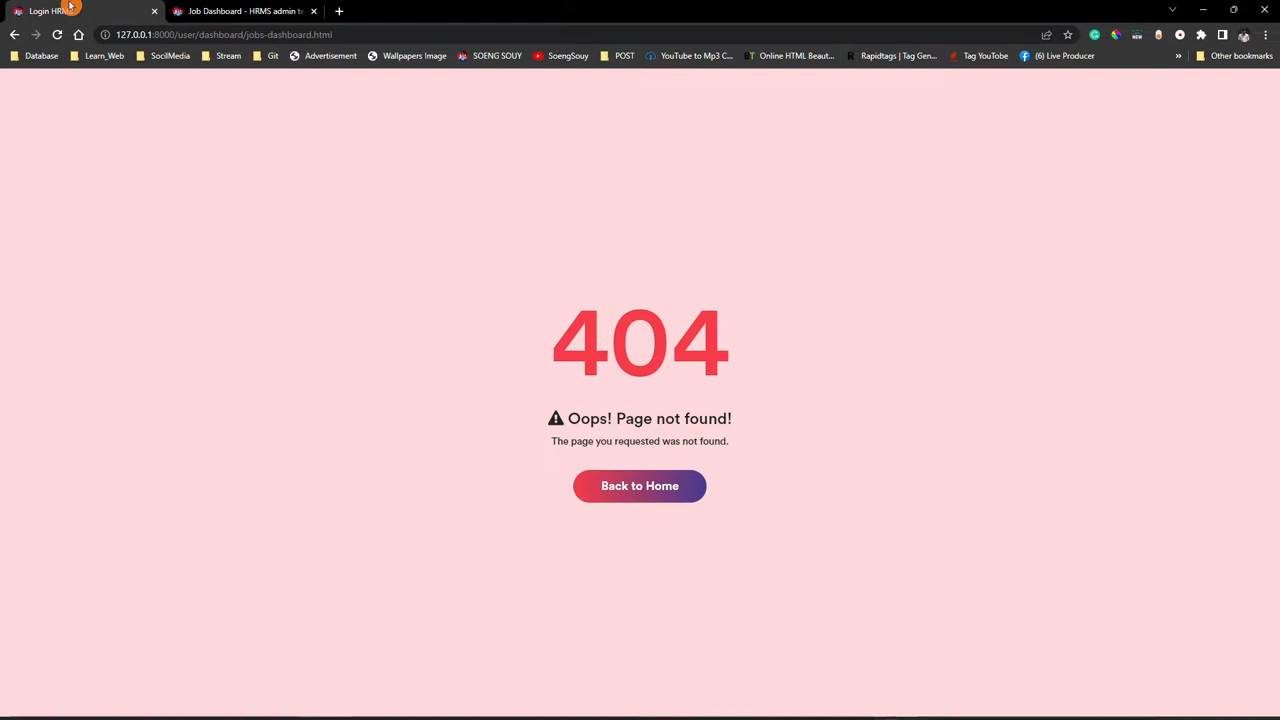 Login HRMS
Job Dashboard - HRMS admin te
127.0.0.1:8000/user/dashboard/jobs-dashboard.html
Database
Learn_Web
SocilMedia
Stream
Git
Advertisement
Wallpapers Image
SOENG SOUY
SoengSouy
POST
YouTube to Mp3 C...
Online HTML Beaut...
Rapidtags | Tag Gen...
Tag YouTube
(6) Live Producer
»
Other bookmarks
404
Oops! Page not found!
The page you requested was not found.
Back to Home